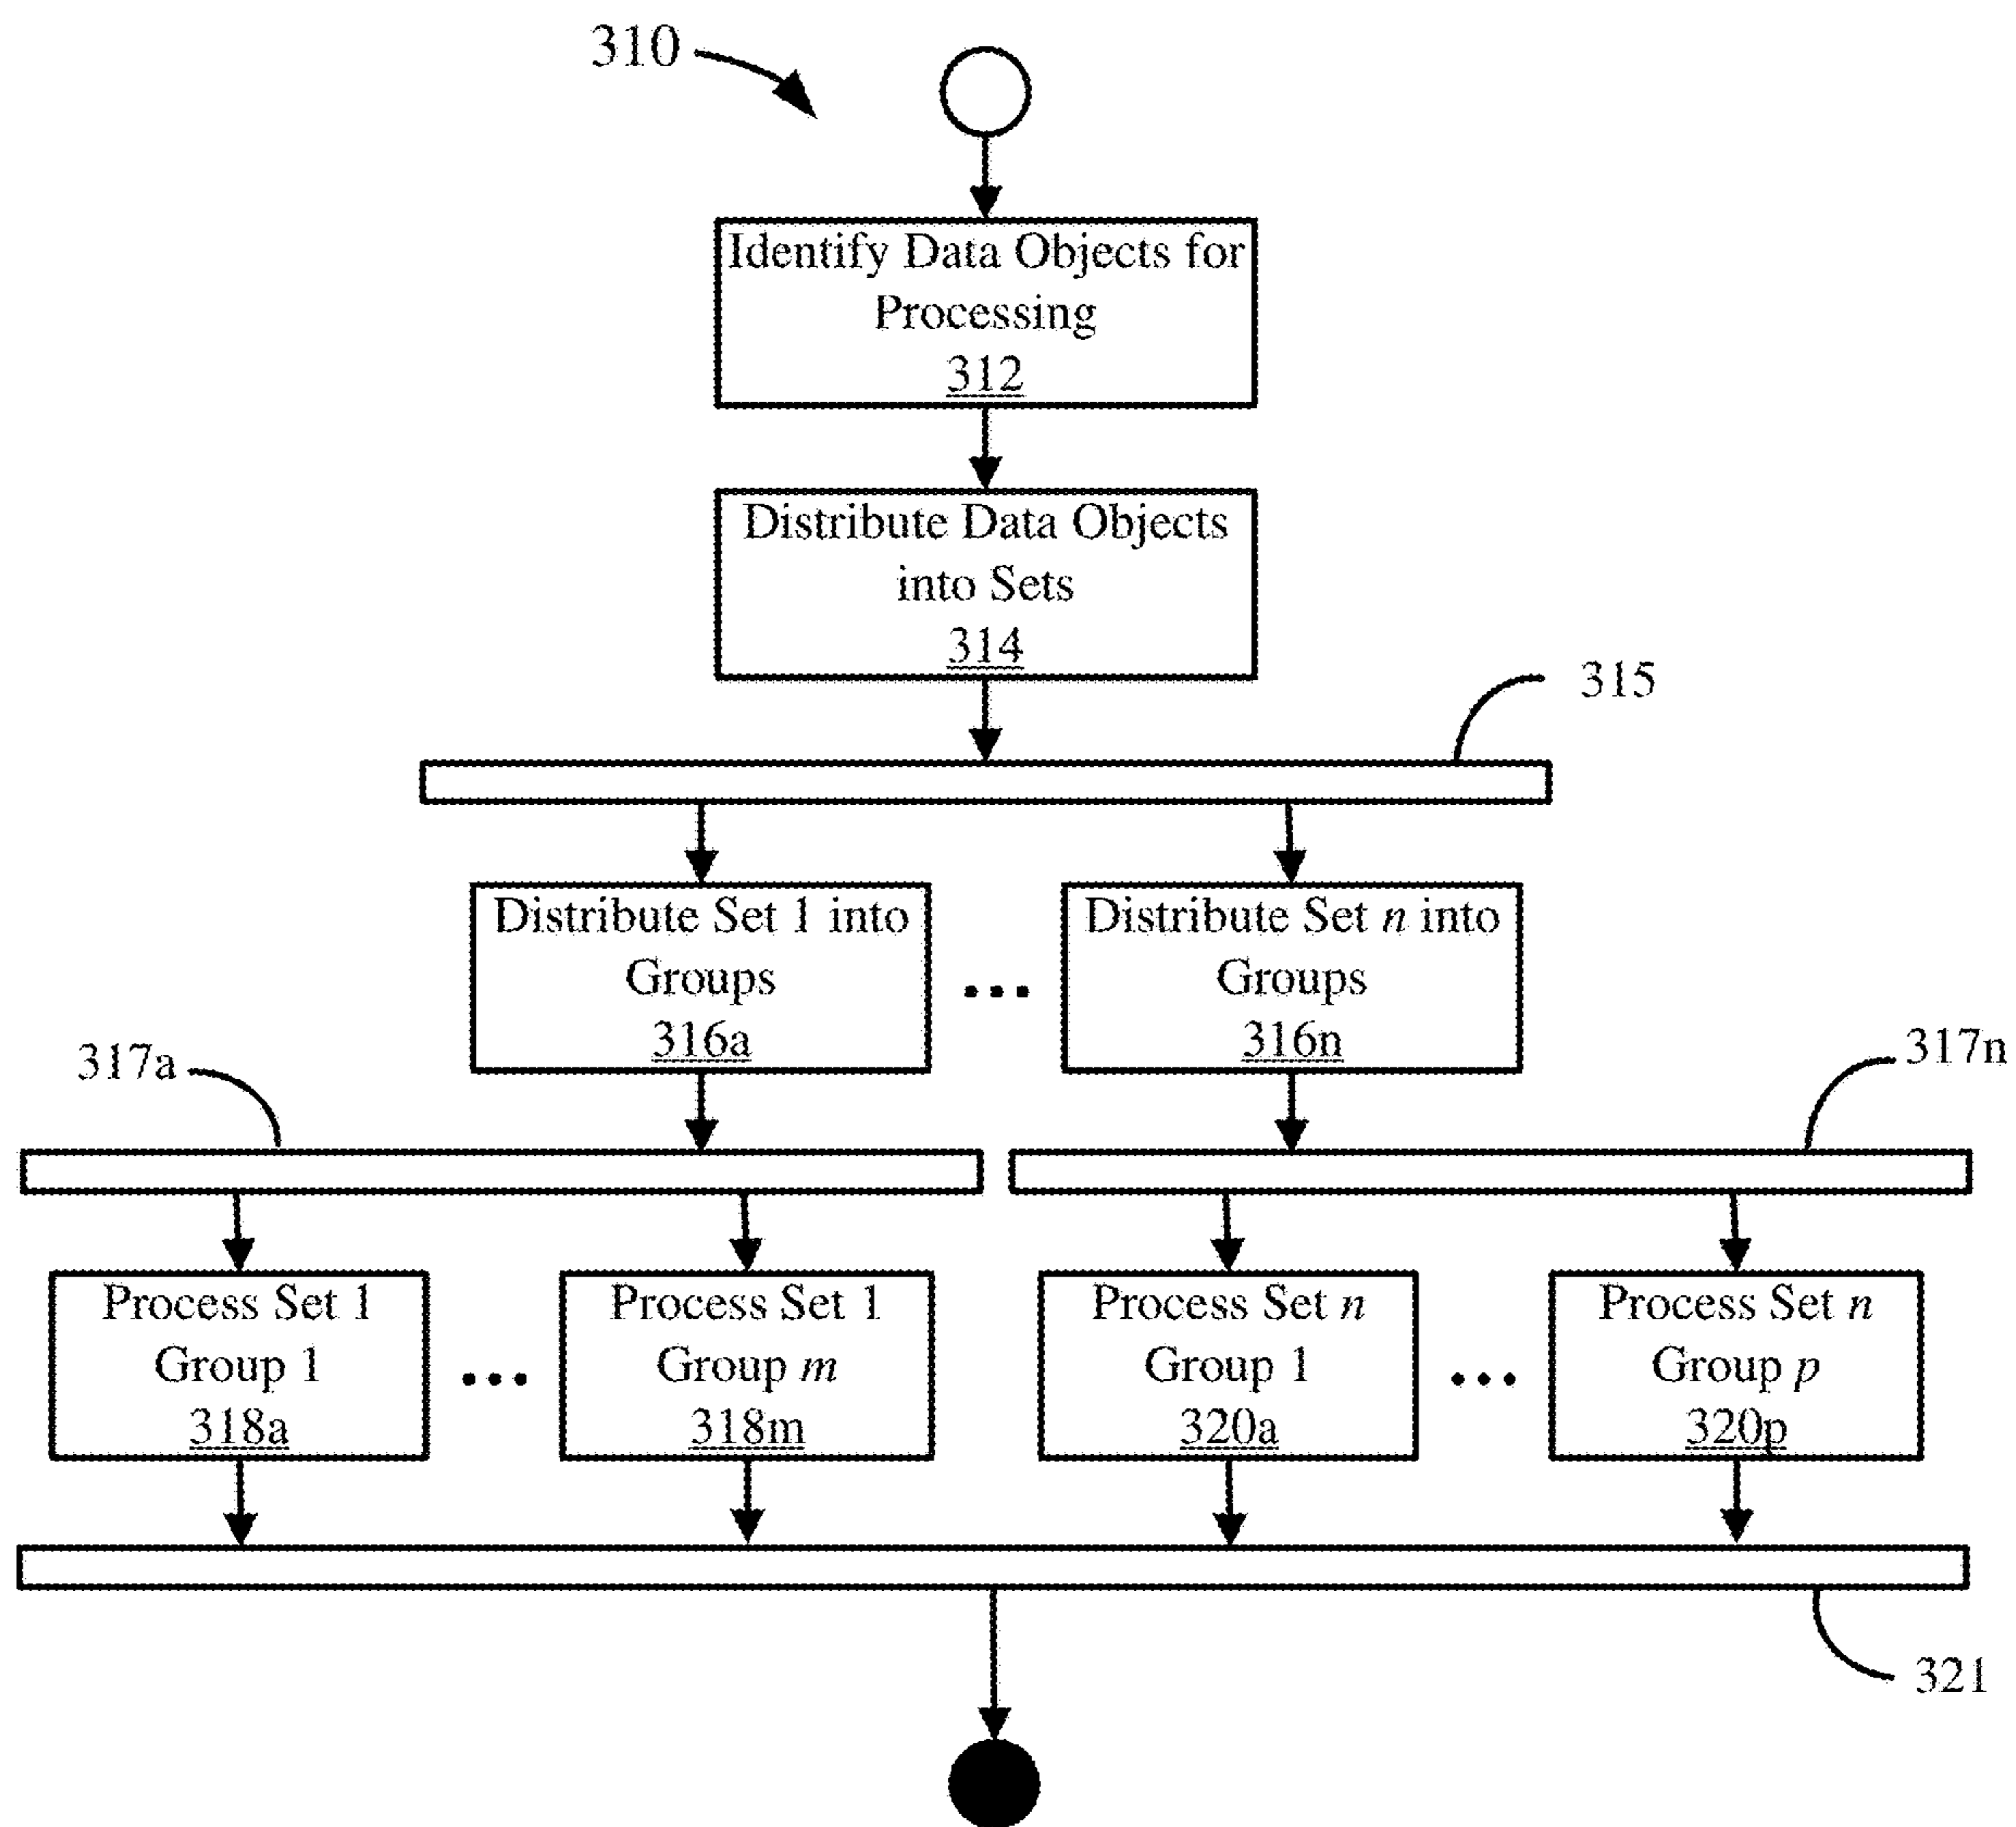 310
Identify Data Objects for
Processing
312
Distribute Data Objects
into Sets
314
315
Distribute Set 1 into
Groups
316a
...
Distribute Set n into
Groups
316n
317a
317n
Process Set 1
Group 1
318a
...
Process Set 1
Group m
318m
Process Set n
Group 1
320a
...
Process Set n
Group p
320p
321